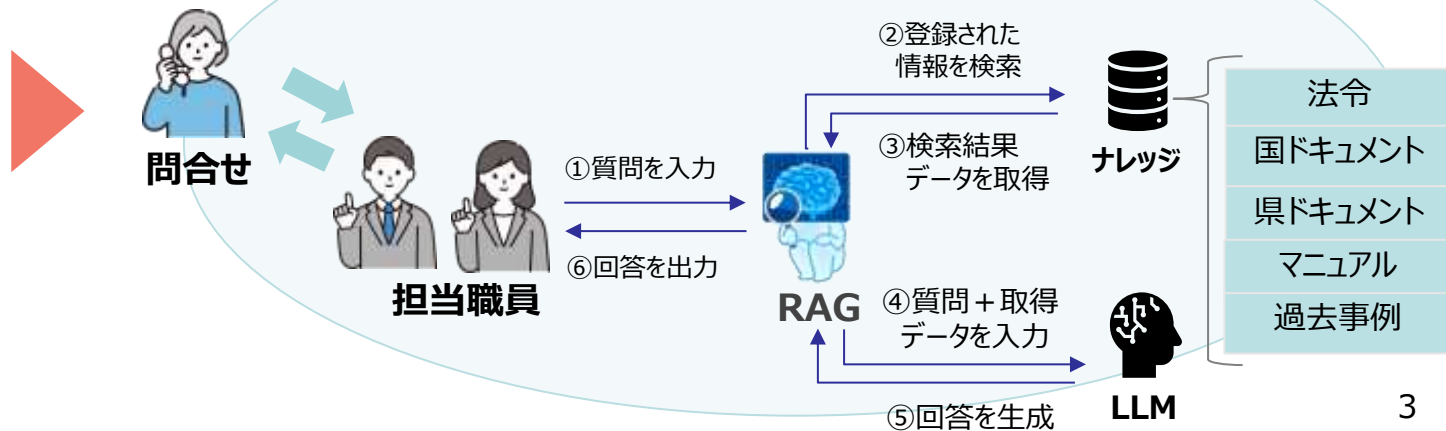 問合せ
担当職員
①質問を入力
⑥回答を出力
RAG
②登録された
情報を検索
③検索結果
データを取得
ナレッジ
法令
国ドキュメント
県ドキュメント
マニュアル
過去事例
④質問＋取得
データを入力
⑤回答を生成
LLM
3